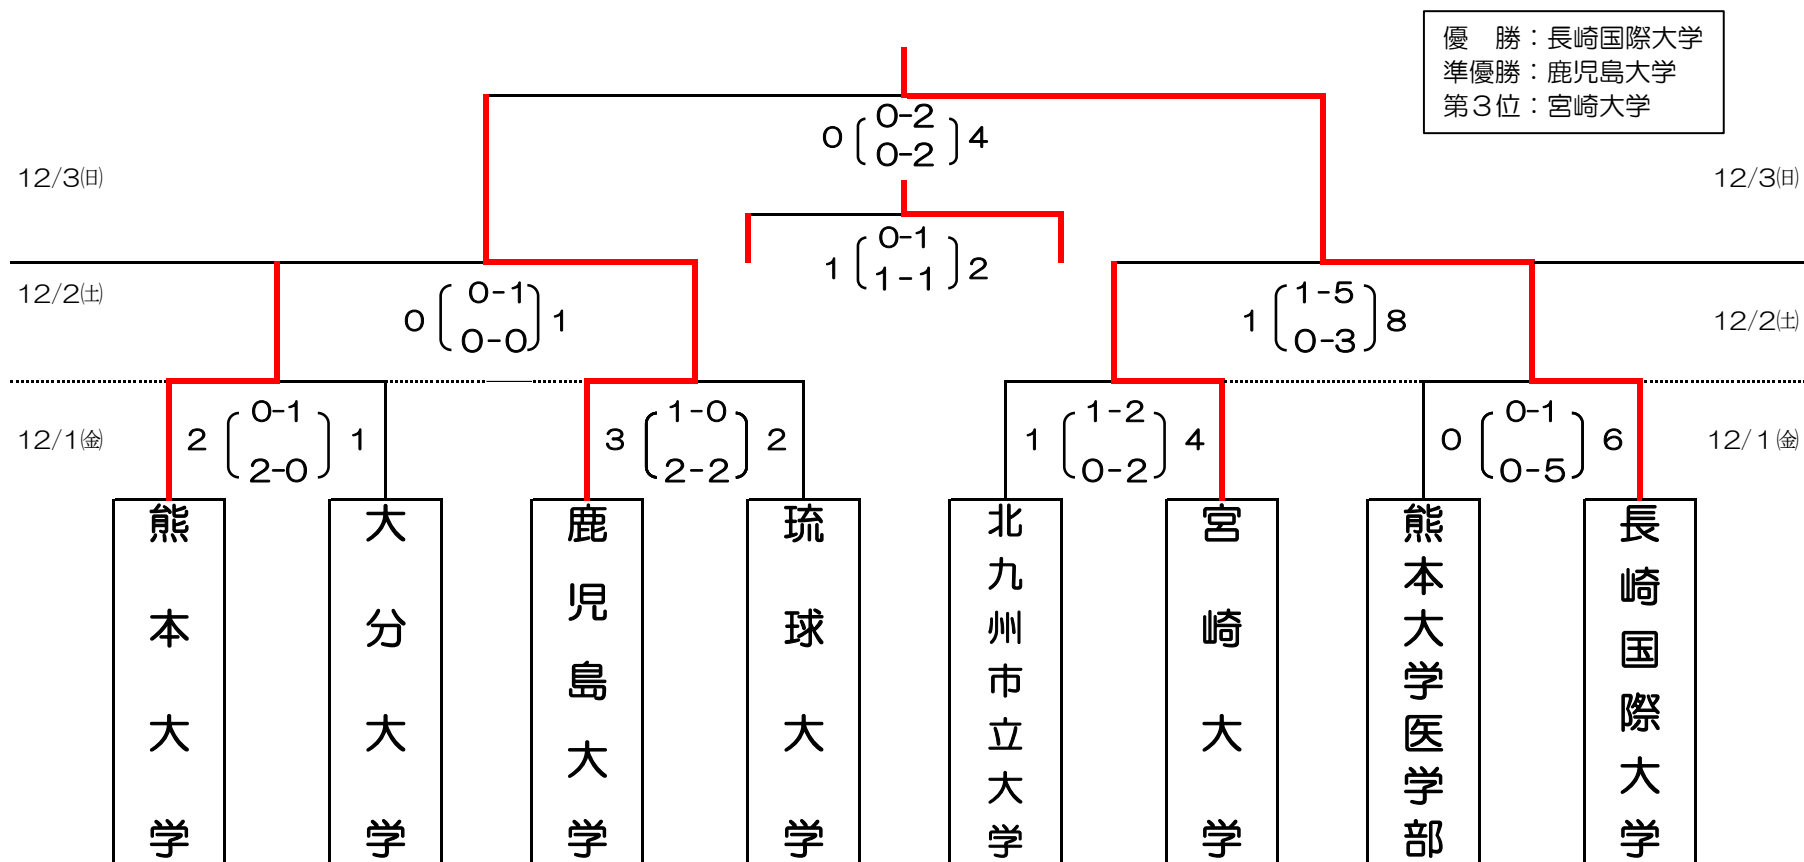 優　勝：長崎国際大学
準優勝：鹿児島大学
第３位：宮崎大学
0-2
0 4
0-2
12/3㈰ 12/3㈰
0-1
1 2
1-1
12/2㈯ 12/2㈯
0-1
0 1
0-0
1-5
1 8
0-3
12/1㈮ 12/1㈮
0-1
2 1
2-0
1-0
3 2
2-2
1-2
1 4
0-2
0-1
0 6
0-5
熊本大学
大分大学
鹿児島大学
琉球大学
北九州市立大学
宮崎大学
熊本大学医学部
長崎国際大学